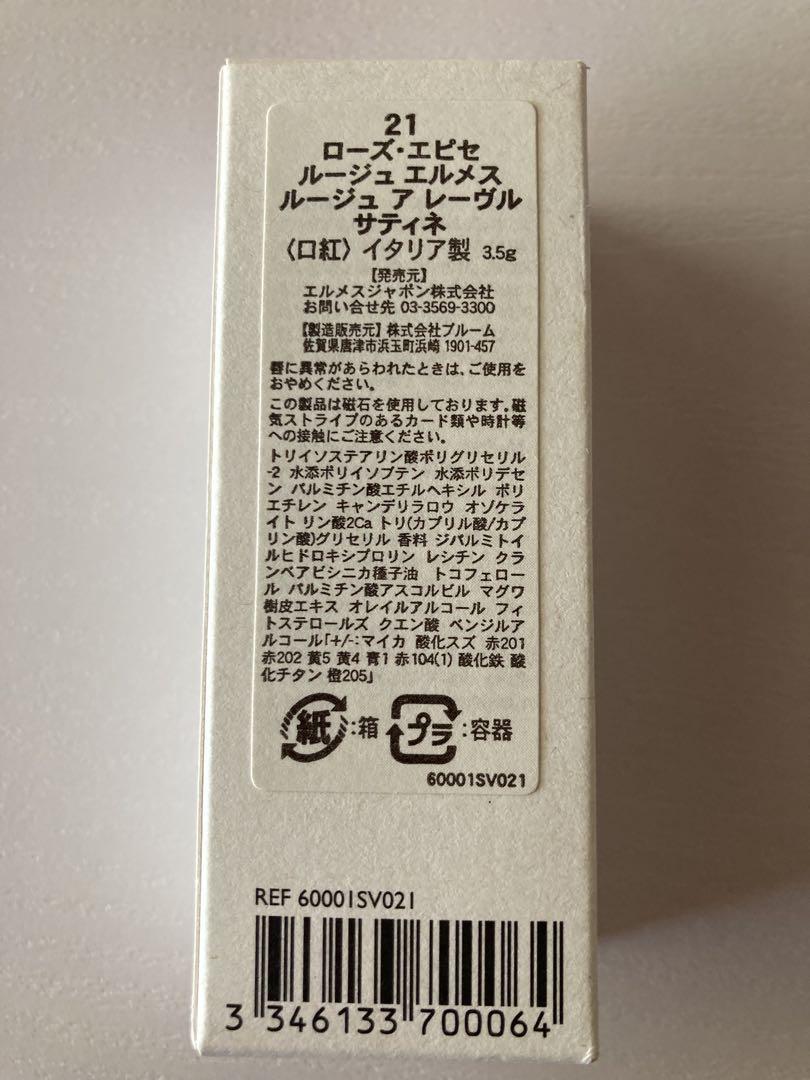 21
ローズ・エピセ
ルージュ エルメス
ルージュ ア レーヴル
サティネ
〈口紅〉イタリア製 3.5g
【発売元】
エルメスジャポン株式会社
お問い合せ先 03-3569-3300
【製造販売元】株式会社ブルーム
佐賀県唐津市浜玉町浜崎 1901-457
唇に異常があらわれたときは、ご使用を
おやめください。
この製品は磁石を使用しております。磁
気ストライプのあるカード類や時計等
への接触にご注意ください。
トリイソステアリン酸ポリグリセリル
-2 水添ポリイソブテン 水添ポリデセ
ン パルミチン酸エチルヘキシル ポリ
エチレン キャンデリラロウ オゾケラ
イト リン酸2Ca トリ(カプリル酸/カプ
リン酸)グリセリル 香料 ジパルミトイ
ルヒドロキシプロリン レシチン クラ
ンベアビシニカ種子油 トコフェロー
ル パルミチン酸アスコルビル マグワ
樹皮エキス オレイルアルコール フィ
トステロールズ クエン酸 ベンジルア
ルコール「+/-:マイカ 酸化スズ 赤201
赤202 黄5 黄4 青1 赤104(1) 酸化鉄 酸
化チタン 橙205」
紙:箱 プラ:容器
60001SV021
REF 60001SV021
3 346133 700064